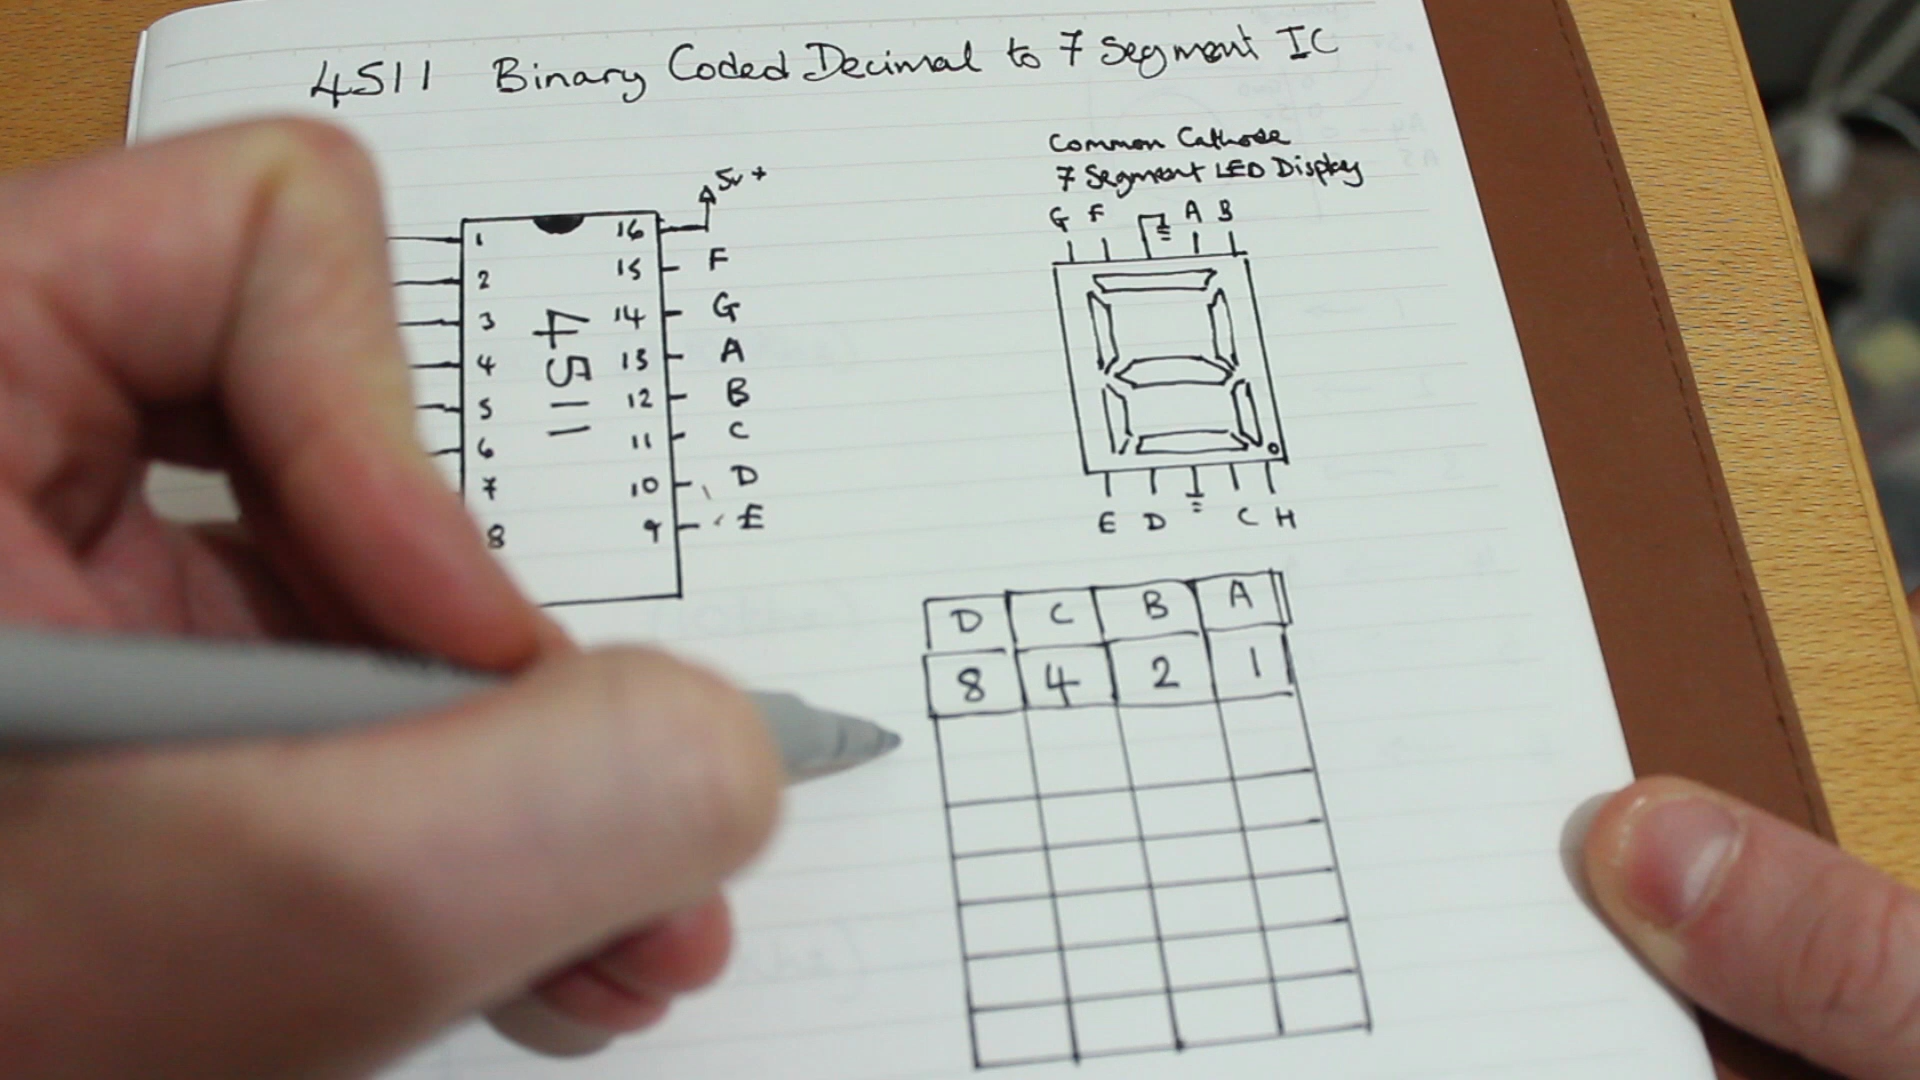 4511 Binary Coded Decimal to 7 Segment IC
Common Cathode
7 Segment LED Display
G F A B
E D C H
5v +
1 16
2 15 F
3 14 G
4 13 A
5 12 B
6 11 C
7 10 D
8 9 E
4511
D C B A
8 4 2 1